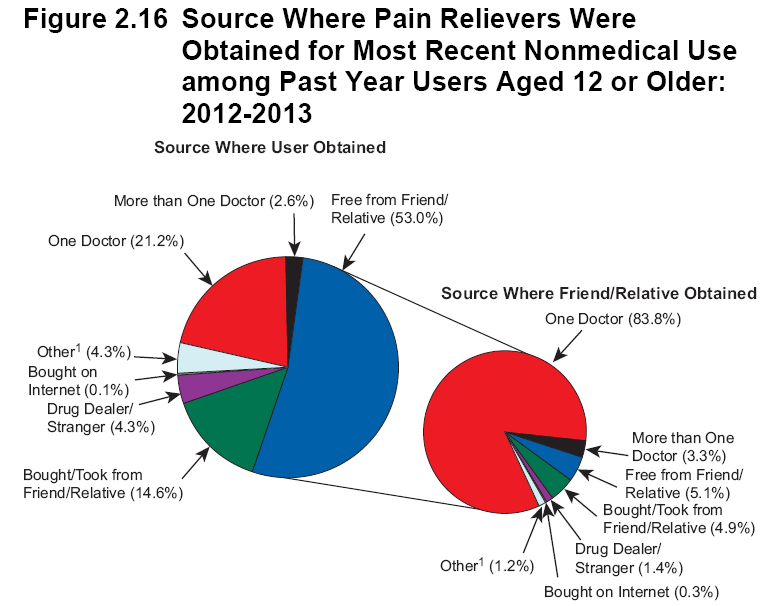 Figure 2.16 Source Where Pain Relievers Were
Obtained for Most Recent Nonmedical Use
among Past Year Users Aged 12 or Older:
2012-2013
Source Where User Obtained
More than One Doctor (2.6%)
Free from Friend/
Relative (53.0%)
One Doctor (21.2%)
Other¹ (4.3%)
Bought on
Internet (0.1%)
Drug Dealer/
Stranger (4.3%)
Bought/Took from
Friend/Relative (14.6%)
Source Where Friend/Relative Obtained
One Doctor (83.8%)
More than One
Doctor (3.3%)
Free from Friend/
Relative (5.1%)
Bought/Took from
Friend/Relative (4.9%)
Drug Dealer/
Stranger (1.4%)
Other¹ (1.2%)
Bought on Internet (0.3%)